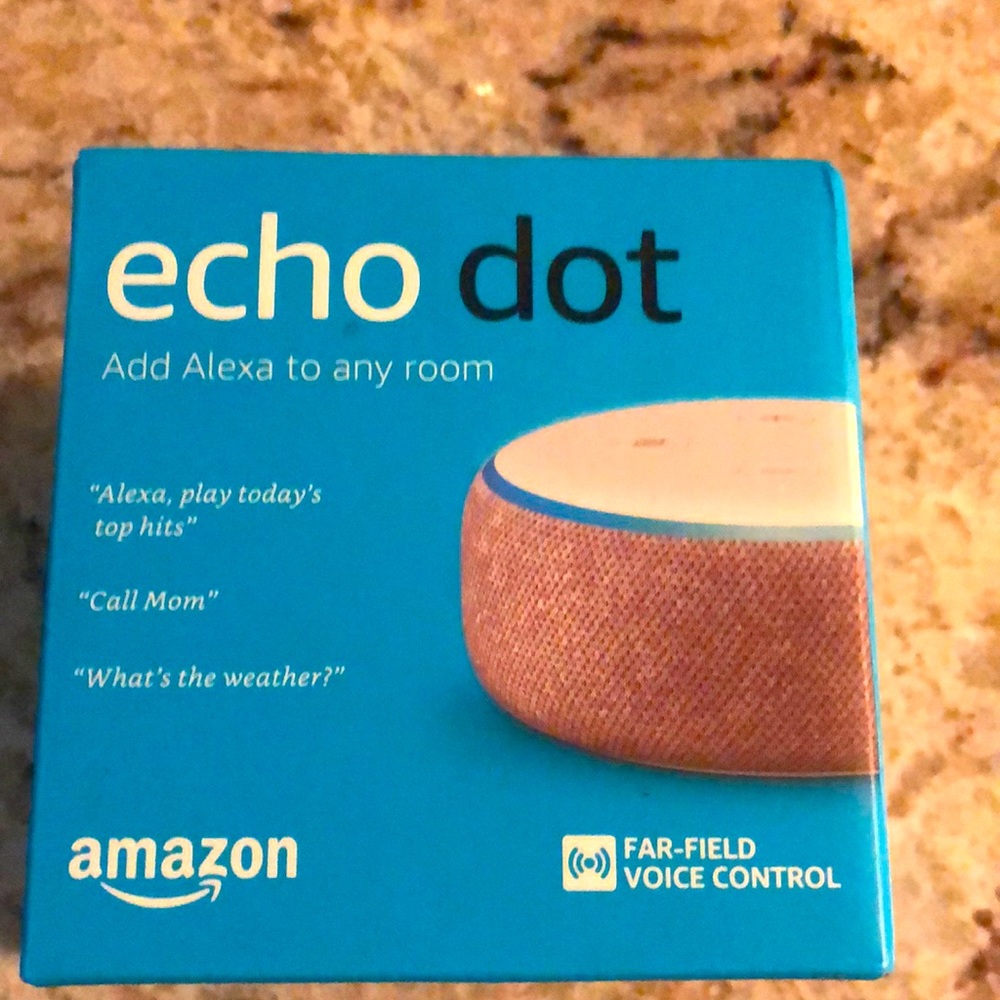 echo dot
Add Alexa to any room
“Alexa, play today’s
top hits”
“Call Mom”
“What’s the weather?”
amazon
FAR-FIELD
VOICE CONTROL